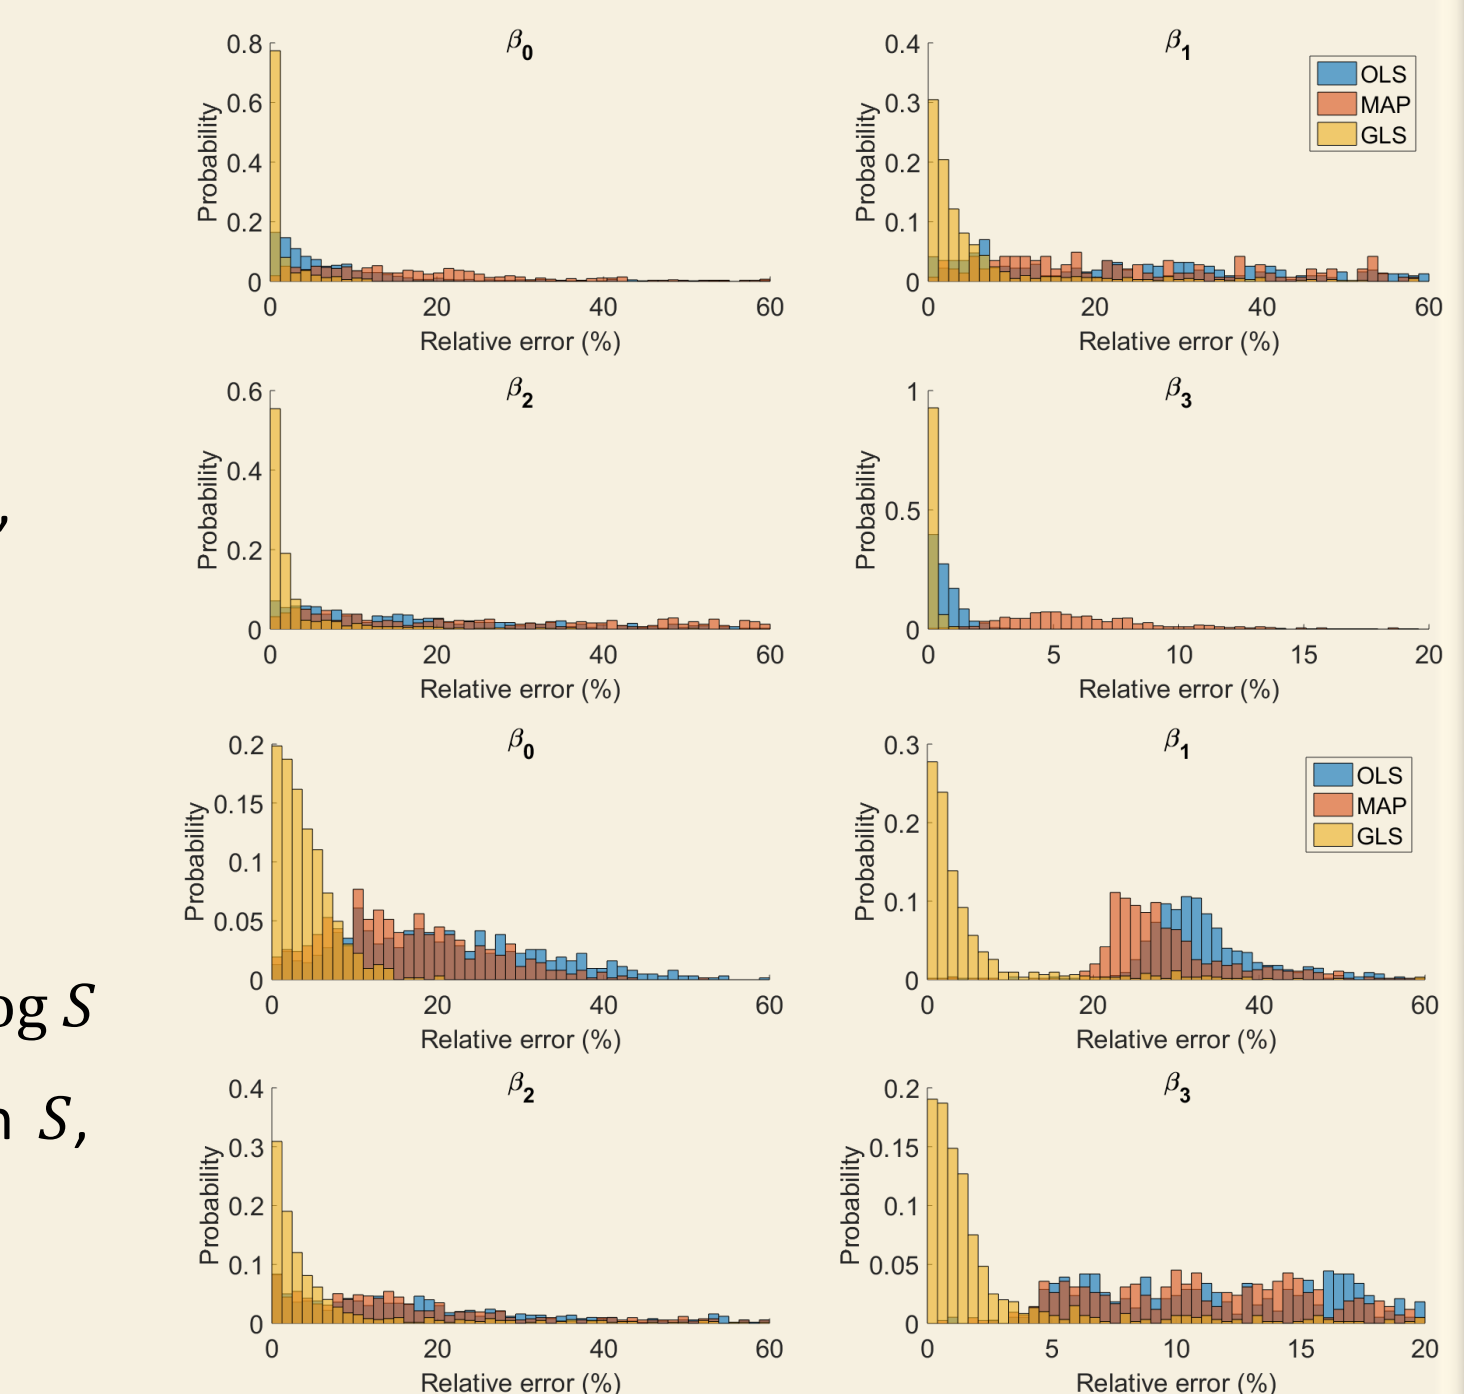 β0
0.8
0.6
0.4
0.2
0
Probability
0 20 40 60
Relative error (%)
β1
0.4
0.3
0.2
0.1
0
Probability
0 20 40 60
Relative error (%)
OLS
MAP
GLS
β2
0.6
0.4
0.2
0
Probability
0 20 40 60
Relative error (%)
β3
1
0.5
0
Probability
0 5 10 15 20
Relative error (%)
,
β0
0.2
0.15
0.1
0.05
0
Probability
0 20 40 60
Relative error (%)
β1
0.3
0.2
0.1
0
Probability
0 20 40 60
Relative error (%)
OLS
MAP
GLS
og S
S,
β2
0.4
0.3
0.2
0.1
0
Probability
0 20 40 60
Relative error (%)
β3
0.2
0.15
0.1
0.05
0
Probability
0 5 10 15 20
Relative error (%)